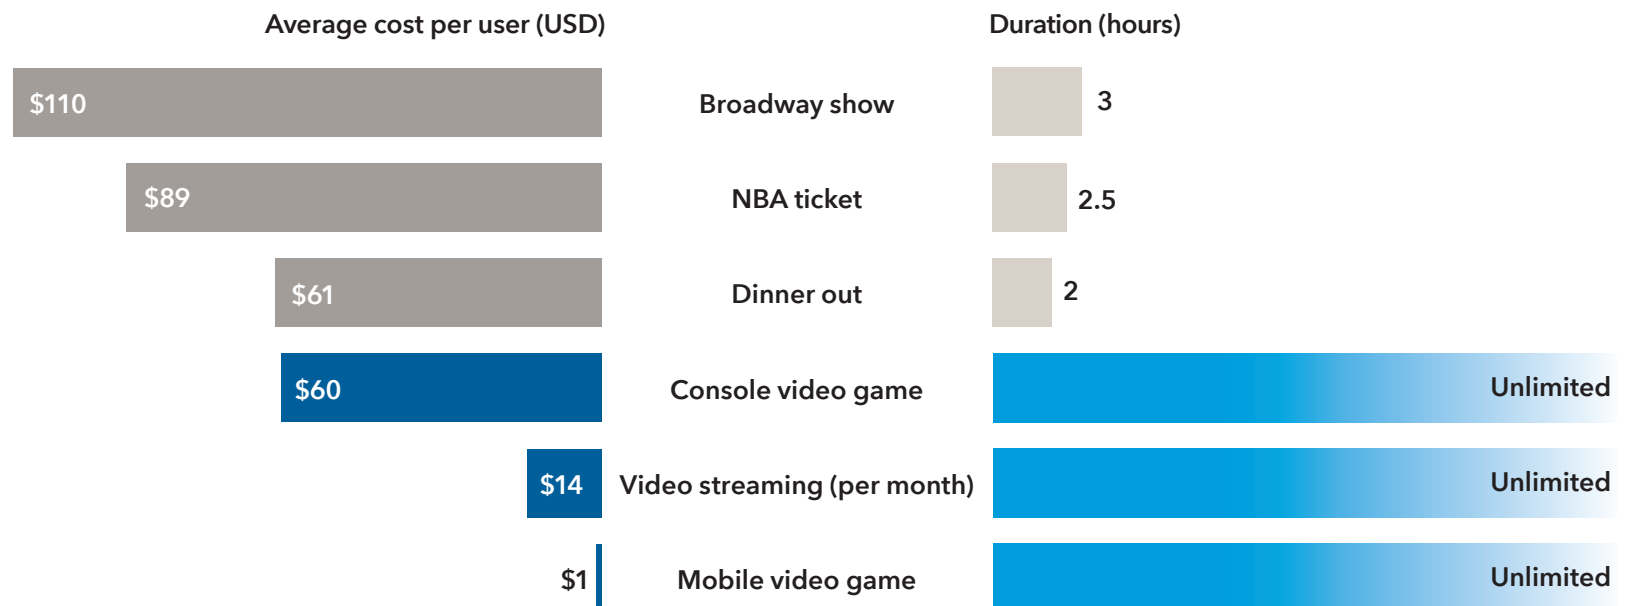 Average cost per user (USD) Duration (hours)
$110 Broadway show 3
$89 NBA ticket 2.5
$61 Dinner out 2
$60 Console video game Unlimited
$14 Video streaming (per month) Unlimited
$1 Mobile video game Unlimited